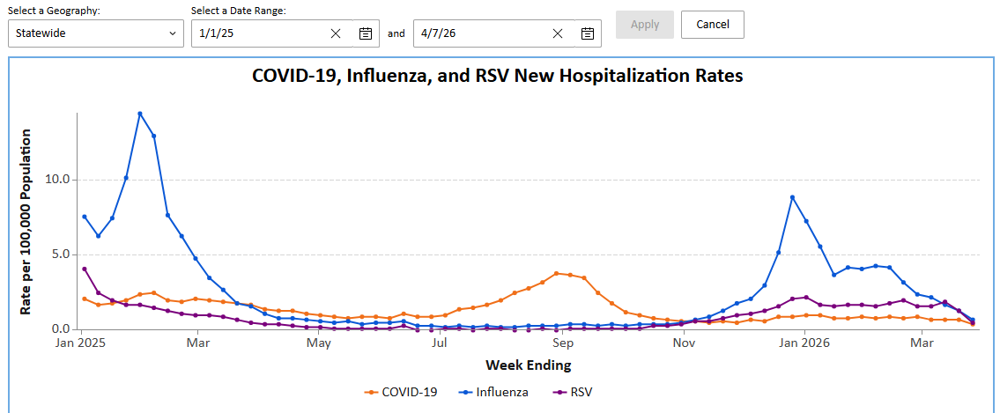 Select a Geography: Select a Date Range:
Statewide 1/1/25 and 4/7/26 Apply Cancel
COVID-19, Influenza, and RSV New Hospitalization Rates
Rate per 100,000 Population
10.0
5.0
0.0
Jan 2025 Mar May Jul Sep Nov Jan 2026 Mar
Week Ending
COVID-19 Influenza RSV